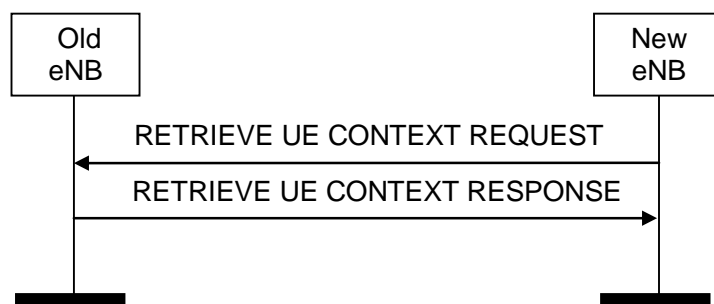 Old
eNB
New
eNB
RETRIEVE UE CONTEXT REQUEST
RETRIEVE UE CONTEXT RESPONSE